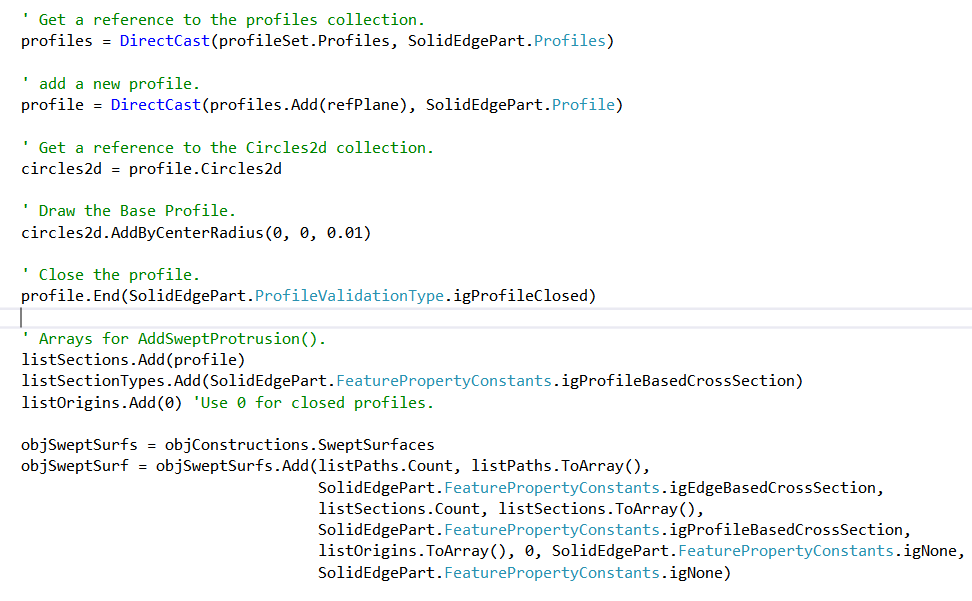 ' Get a reference to the profiles collection.
profiles = DirectCast(profileSet.Profiles, SolidEdgePart.Profiles)
' add a new profile.
profile = DirectCast(profiles.Add(refPlane), SolidEdgePart.Profile)
' Get a reference to the Circles2d collection.
circles2d = profile.Circles2d
' Draw the Base Profile.
circles2d.AddByCenterRadius(0, 0, 0.01)
' Close the profile.
profile.End(SolidEdgePart.ProfileValidationType.igProfileClosed)
' Arrays for AddSweptProtrusion().
listSections.Add(profile)
listSectionTypes.Add(SolidEdgePart.FeaturePropertyConstants.igProfileBasedCrossSection)
listOrigins.Add(0) 'Use 0 for closed profiles.
objSweptSurfs = objConstructions.SweptSurfaces
objSweptSurf = objSweptSurfs.Add(listPaths.Count, listPaths.ToArray(),
SolidEdgePart.FeaturePropertyConstants.igEdgeBasedCrossSection,
listSections.Count, listSections.ToArray(),
SolidEdgePart.FeaturePropertyConstants.igProfileBasedCrossSection,
listOrigins.ToArray(), 0, SolidEdgePart.FeaturePropertyConstants.igNone,
SolidEdgePart.FeaturePropertyConstants.igNone)